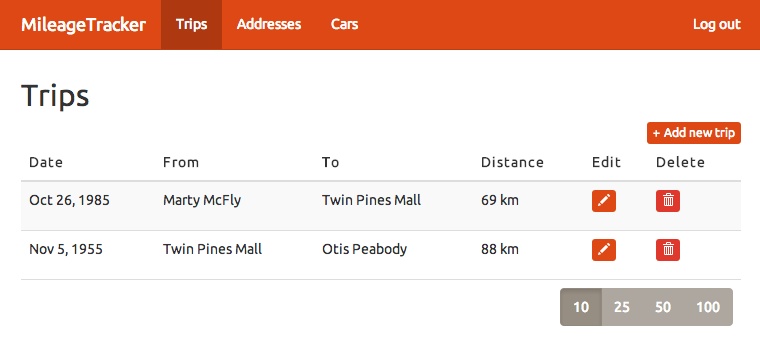 MileageTracker Trips Addresses Cars Log out
Trips
+ Add new trip
Date From To Distance Edit Delete
Oct 26, 1985 Marty McFly Twin Pines Mall 69 km
Nov 5, 1955 Twin Pines Mall Otis Peabody 88 km
10 25 50 100